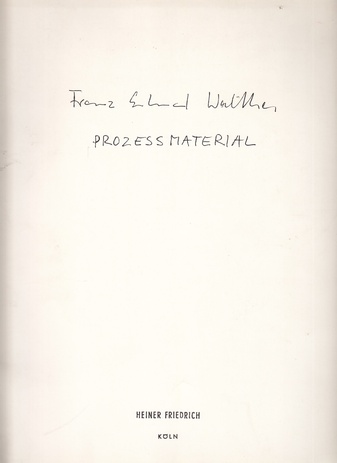 Franz Erhard Walther,
PROZESSMATERIAL
HEINER FRIEDRICH
KÖLN